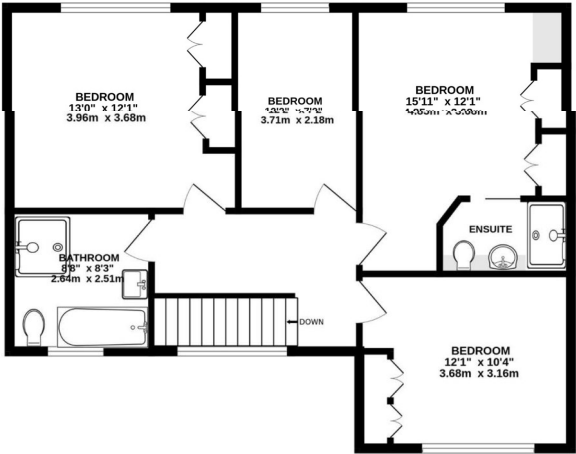 BEDROOM
13'0" x 12'1"
3.96m x 3.68m
BEDROOM
3.71m x 2.18m
BEDROOM
15'11" x 12'1"
ENSUITE
BATHROOM
8'8" x 8'3"
2.64m x 2.51m
DOWN
BEDROOM
12'1" x 10'4"
3.68m x 3.16m